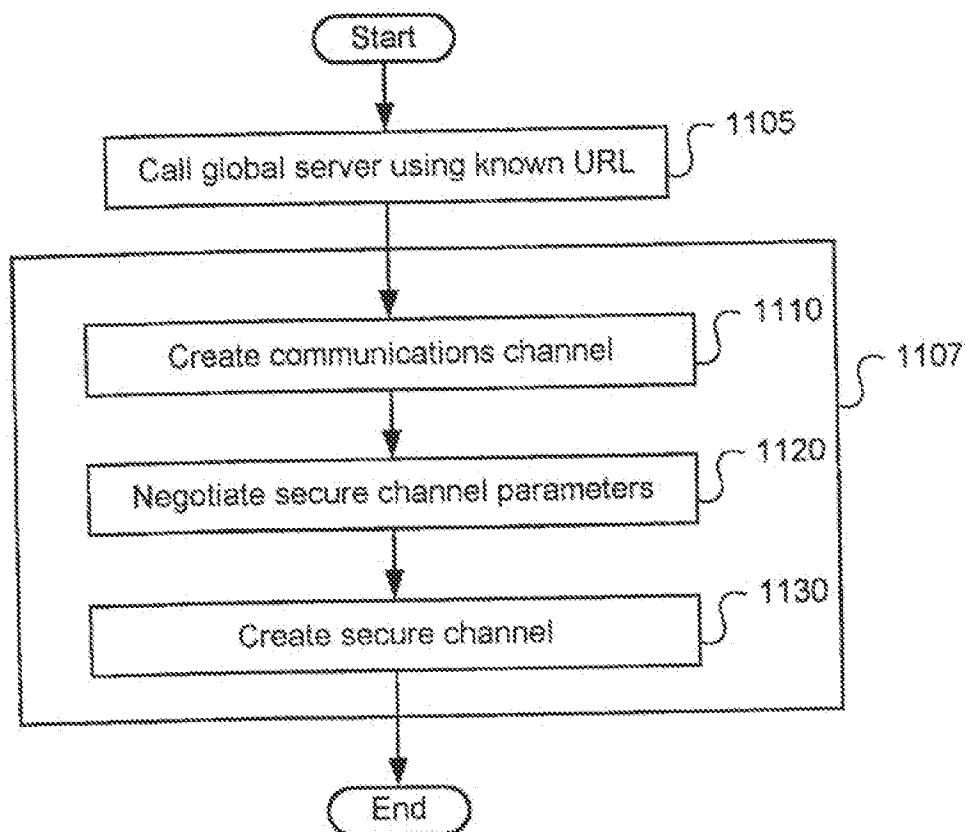 Start
Call global server using known URL
1105
Create communications channel
1110
1107
Negotiate secure channel parameters
1120
Create secure channel
1130
End